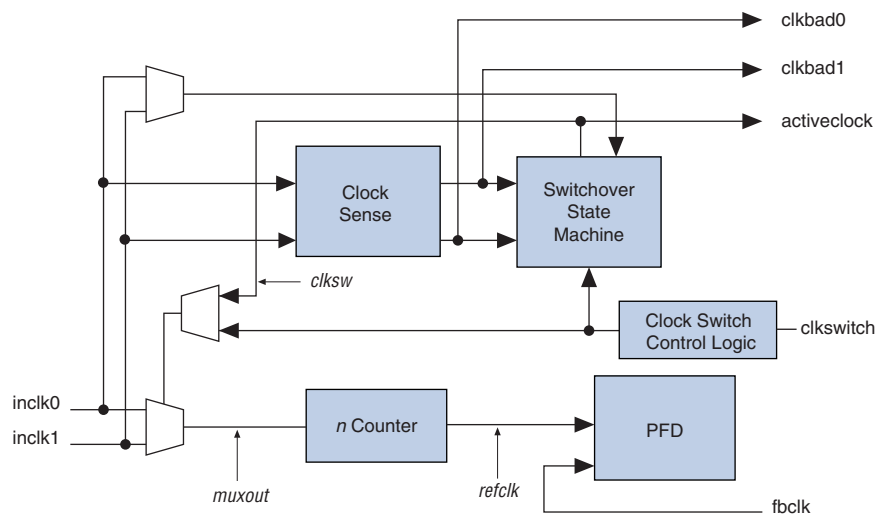 clkbad0
clkbad1
activeclock
Clock
Sense
Switchover
State
Machine
clksw
Clock Switch
Control Logic
clkswitch
inclk0
inclk1
n Counter
PFD
muxout
refclk
fbclk